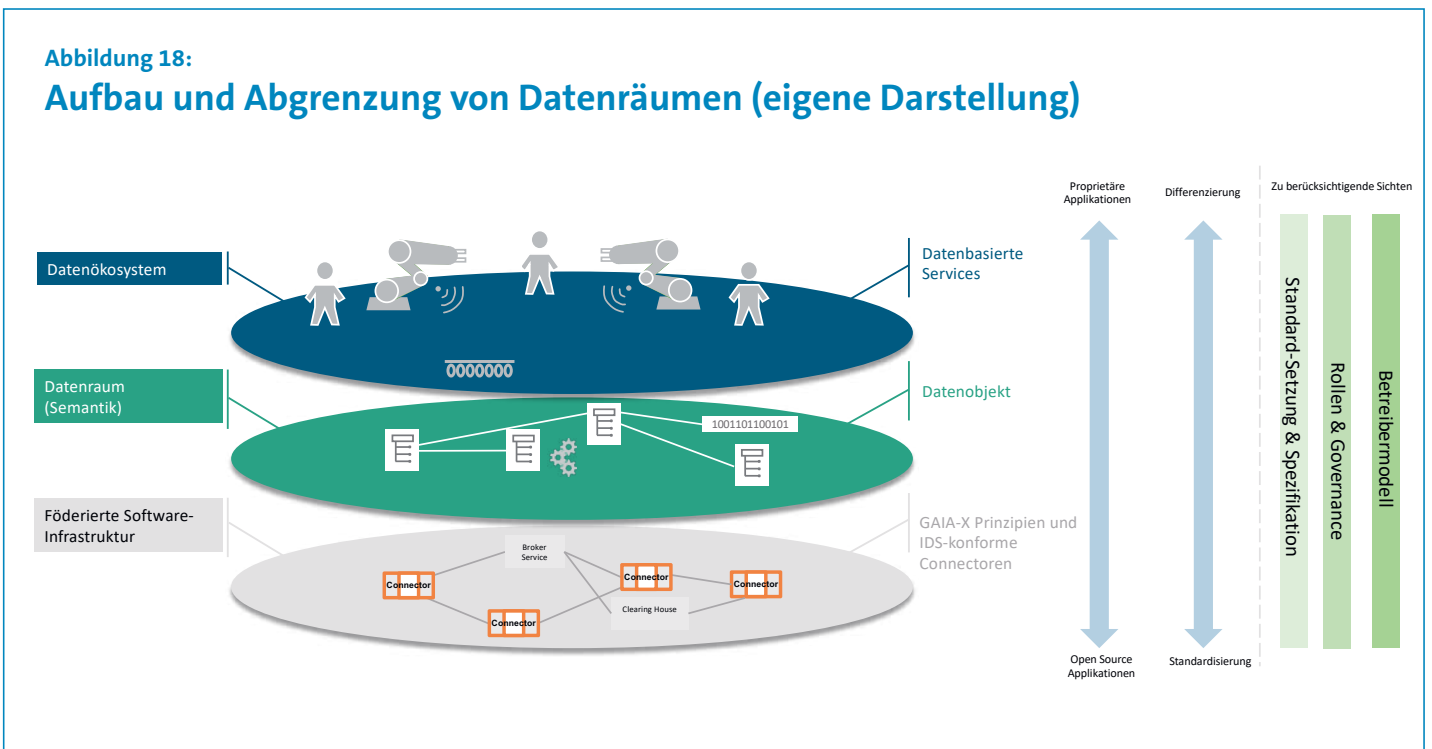 Abbildung 18:
Aufbau und Abgrenzung von Datenräumen (eigene Darstellung)
Proprietäre
Applikationen
Differenzierung
Zu berücksichtigende Sichten
Datenökosystem
Datenbasierte
Services
0000000
Datenraum
(Semantik)
Datenobjekt
1001101100101
Föderierte Software-
Infrastruktur
GAIA-X Prinzipien und
IDS-konforme
Connectoren
Broker
Service
Connector
Connector
Connector
Connector
Clearing House
Open Source
Applikationen
Standardisierung
Standard-Setzung & Spezifikation
Rollen & Governance
Betreibermodell